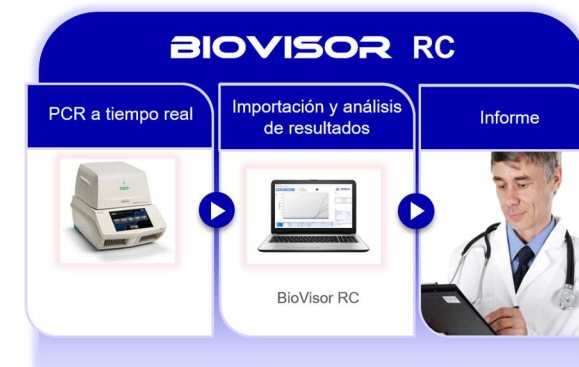 BIOVISOR RC
PCR a tiempo real
Importación y análisis
de resultados
Informe
BioVisor RC